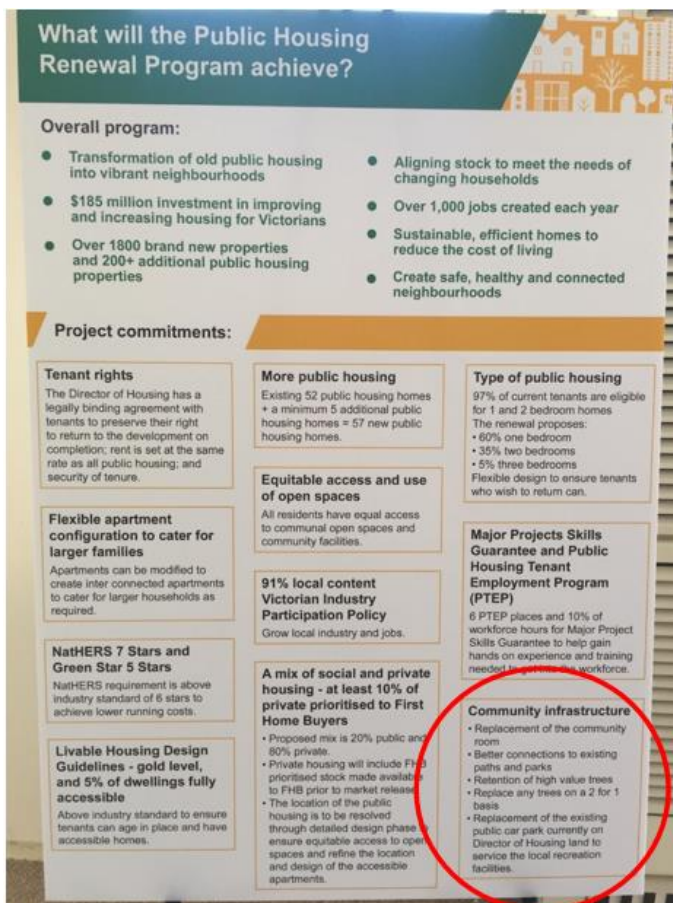 What will the Public Housing
Renewal Program achieve?
Overall program:
● Transformation of old public housing
into vibrant neighbourhoods
● $185 million investment in improving
and increasing housing for Victorians
● Over 1800 brand new properties
and 200+ additional public housing
properties
● Aligning stock to meet the needs of
changing households
● Over 1,000 jobs created each year
● Sustainable, efficient homes to
reduce the cost of living
● Create safe, healthy and connected
neighbourhoods
Project commitments:
Tenant rights
The Director of Housing has a
legally binding agreement with
tenants to preserve their right
to return to the development on
completion; rent is set at the same
rate as all public housing; and
security of tenure.
Flexible apartment
configuration to cater for
larger families
Apartments can be modified to
create inter connected apartments
to cater for larger households as
required.
NatHERS 7 Stars and
Green Star 5 Stars
NatHERS requirement is above
industry standard of 6 stars to
achieve lower running costs.
Livable Housing Design
Guidelines - gold level,
and 5% of dwellings fully
accessible
Above industry standard to ensure
tenants can age in place and have
accessible homes.
More public housing
Existing 52 public housing homes
+ a minimum 5 additional public
housing homes = 57 new public
housing homes.
Equitable access and use
of open spaces
All residents have equal access
to communal open spaces and
community facilities.
91% local content
Victorian Industry
Participation Policy
Grow local industry and jobs.
A mix of social and private
housing - at least 10% of
private prioritised to First
Home Buyers
• Proposed mix is 20% public and
80% private.
• Private housing will include FHB
prioritised stock made available
to FHB prior to market release
• The location of the public
housing is to be resolved
through detailed design phase to
ensure equitable access to open
spaces and refine the location
and design of the accessible
apartments.
Type of public housing
97% of current tenants are eligible
for 1 and 2 bedroom homes
The renewal proposes:
• 60% one bedroom
• 35% two bedrooms
• 5% three bedrooms
Flexible design to ensure tenants
who wish to return can.
Major Projects Skills
Guarantee and Public
Housing Tenant
Employment Program
(PTEP)
6 PTEP places and 10% of
workforce hours for Major Project
Skills Guarantee to help gain
hands on experience and training
needed to get into the workforce.
Community infrastructure
• Replacement of the community
room
• Better connections to existing
paths and parks
• Retention of high value trees
• Replace any trees on a 2 for 1
basis
• Replacement of the existing
public car park currently on
Director of Housing land to
service the local recreation
facilities.